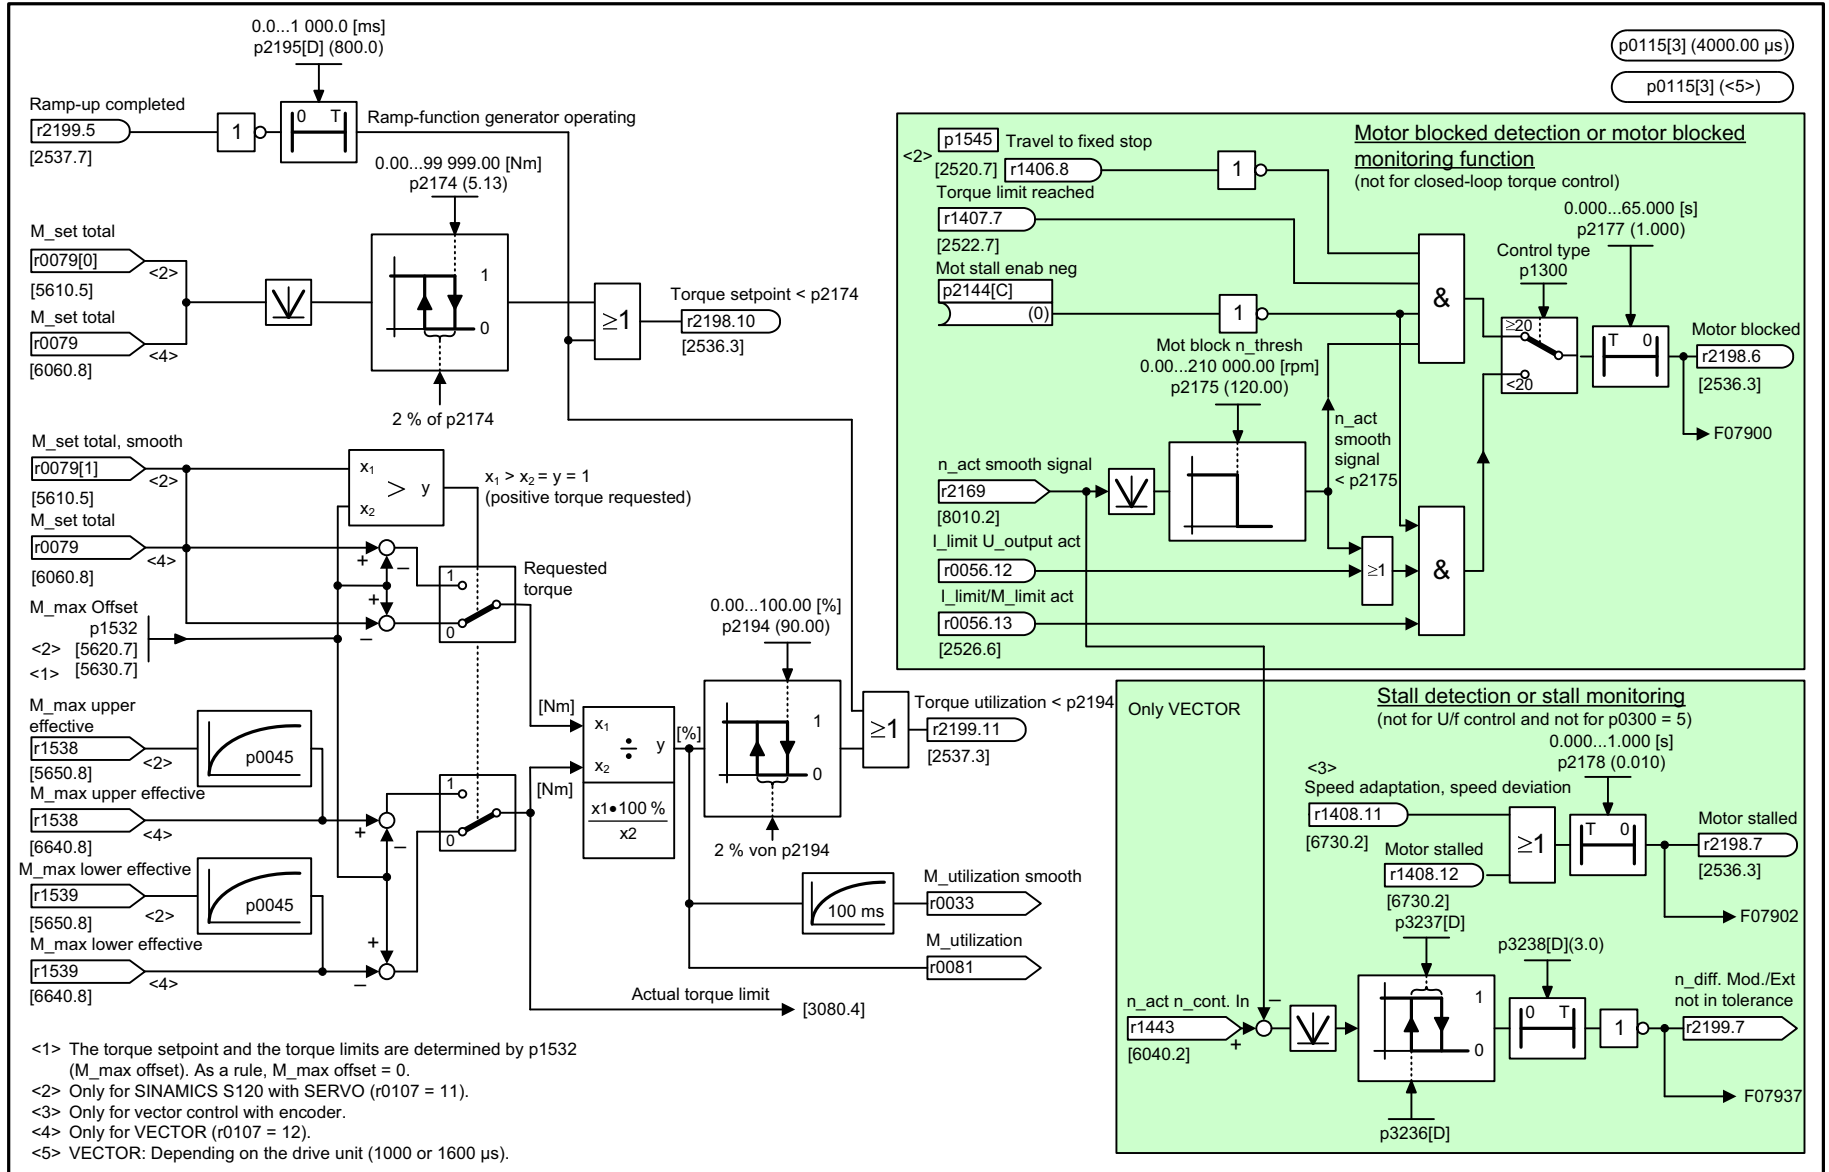 0.0...1 000.0 [ms]
p2195[D] (800.0)
p0115[3] (4000.00 µs)
p0115[3] (<5>)
Ramp-up completed
r2199.5
[2537.7]
1
0 T
Ramp-function generator operating
0.00...99 999.00 [Nm]
p2174 (5.13)
M_set total
r0079[0]
<2>
[5610.5]
M_set total
r0079
<4>
[6060.8]
1
0
2 % of p2174
≥1
Torque setpoint < p2174
r2198.10
[2536.3]
M_set total, smooth
r0079[1]
<2>
[5610.5]
M_set total
r0079
<4>
[6060.8]
x1
> y
x2
x1 > x2 = y = 1
(positive torque requested)
+
–
+
–
1
0
Requested
torque
M_max Offset
p1532
<2> [5620.7]
<1> [5630.7]
M_max upper
effective
r1538
<2>
[5650.8]
p0045
M_max upper effective
r1538
<4>
[6640.8]
M_max lower effective
r1539
<2>
[5650.8]
p0045
M_max lower effective
r1539
<4>
[6640.8]
+
–
+
–
1
0
[Nm]
[Nm]
x1
÷ y
x2
x1•100 %
x2
[%]
0.00...100.00 [%]
p2194 (90.00)
1
0
2 % von p2194
≥1
Torque utilization < p2194
r2199.11
[2537.3]
100 ms
M_utilization smooth
r0033
M_utilization
r0081
Actual torque limit
[3080.4]
Motor blocked detection or motor blocked
monitoring function
(not for closed-loop torque control)
<2>
p1545
[2520.7]
Travel to fixed stop
r1406.8
1
Torque limit reached
r1407.7
[2522.7]
Mot stall enab neg
p2144[C]
(0)
1
Mot block n_thresh
0.00...210 000.00 [rpm]
p2175 (120.00)
n_act
smooth
signal
< p2175
n_act smooth signal
r2169
[8010.2]
I_limit U_output act
r0056.12
I_limit/M_limit act
r0056.13
[2526.6]
≥1
&
&
Control type
p1300
≥20
<20
0.000...65.000 [s]
p2177 (1.000)
T 0
Motor blocked
r2198.6
[2536.3]
F07900
Only VECTOR
Stall detection or stall monitoring
(not for U/f control and not for p0300 = 5)
0.000...1.000 [s]
p2178 (0.010)
<3>
Speed adaptation, speed deviation
r1408.11
[6730.2]
Motor stalled
r1408.12
[6730.2]
≥1
T 0
Motor stalled
r2198.7
[2536.3]
F07902
p3237[D]
p3238[D](3.0)
n_act n_cont. In
r1443
[6040.2]
–
+
1
0
p3236[D]
0 T
1
n_diff. Mod./Ext
not in tolerance
r2199.7
F07937
<1> The torque setpoint and the torque limits are determined by p1532
(M_max offset). As a rule, M_max offset = 0.
<2> Only for SINAMICS S120 with SERVO (r0107 = 11).
<3> Only for vector control with encoder.
<4> Only for VECTOR (r0107 = 12).
<5> VECTOR: Depending on the drive unit (1000 or 1600 µs).